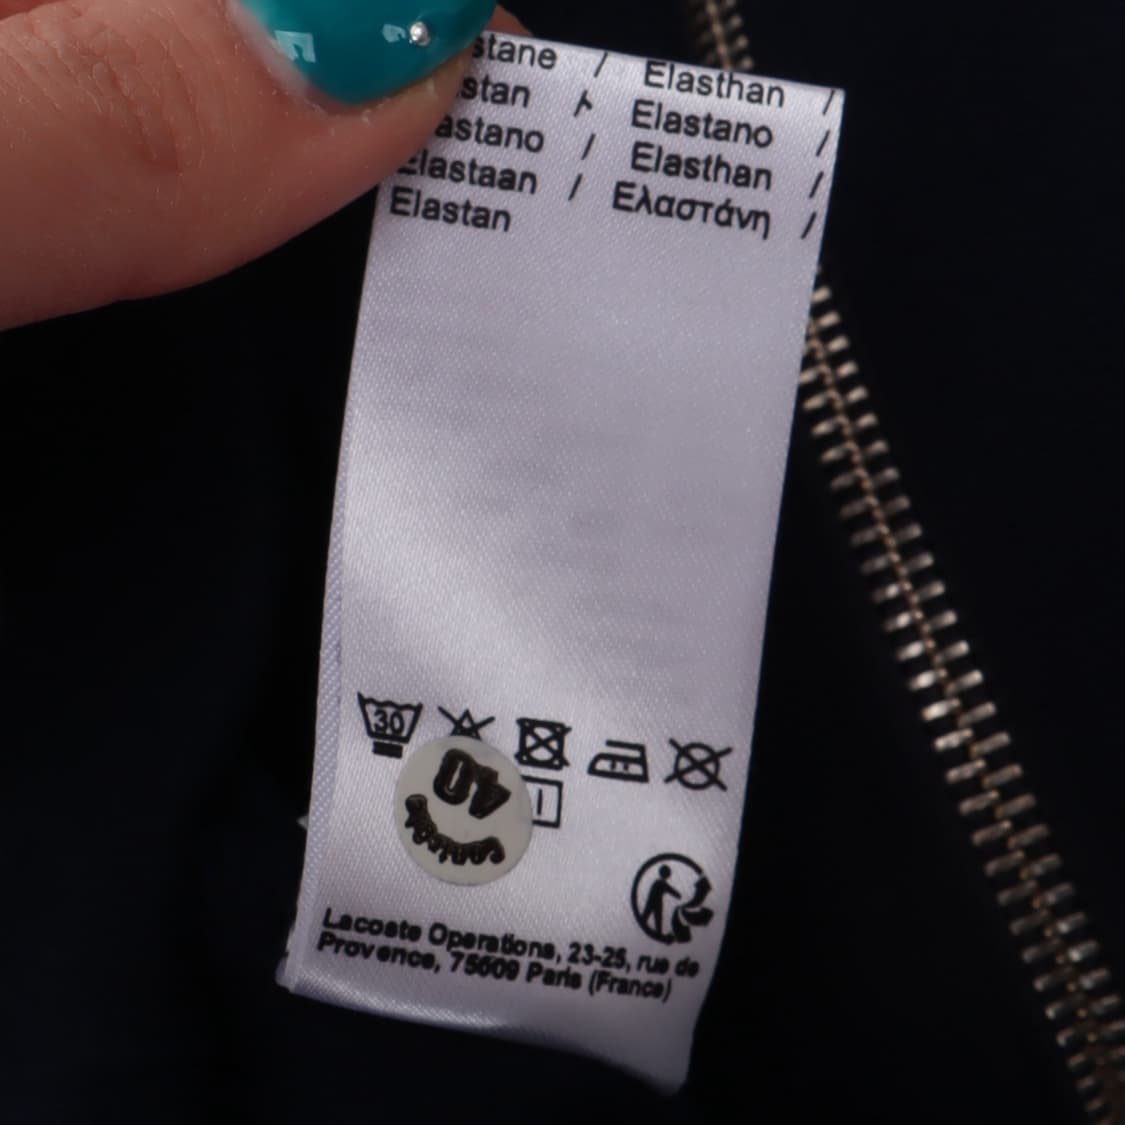 stane / Elasthan /
stan / Elastano /
astano / Elasthan /
Elastaan / Ελαστάνη /
Elastan
30
40
Lacoste Operations, 23-25, rue de
Provence, 75609 Paris (France)